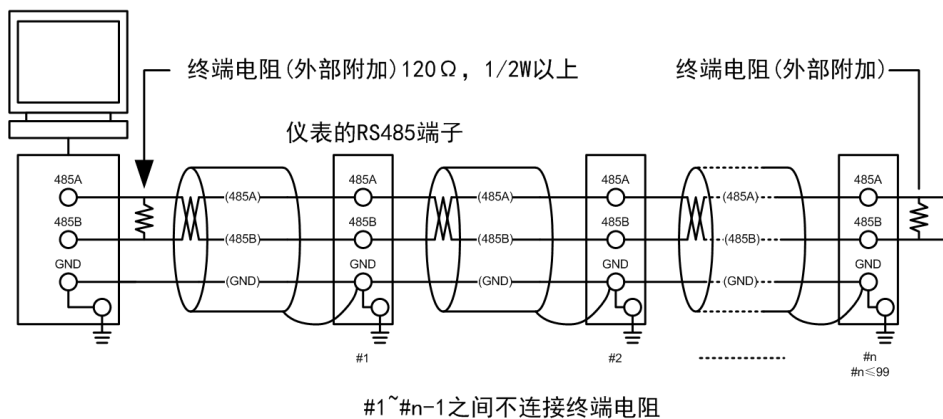 终端电阻(外部附加)120Ω，1/2W以上
终端电阻(外部附加)
仪表的RS485端子
485A (485A) 485A (485A) 485A (485A) 485A
485B (485B) 485B (485B) 485B (485B) 485B
GND (GND) GND (GND) GND (GND) GND
#1 #2 #n
#n≤99
#1~#n-1之间不连接终端电阻